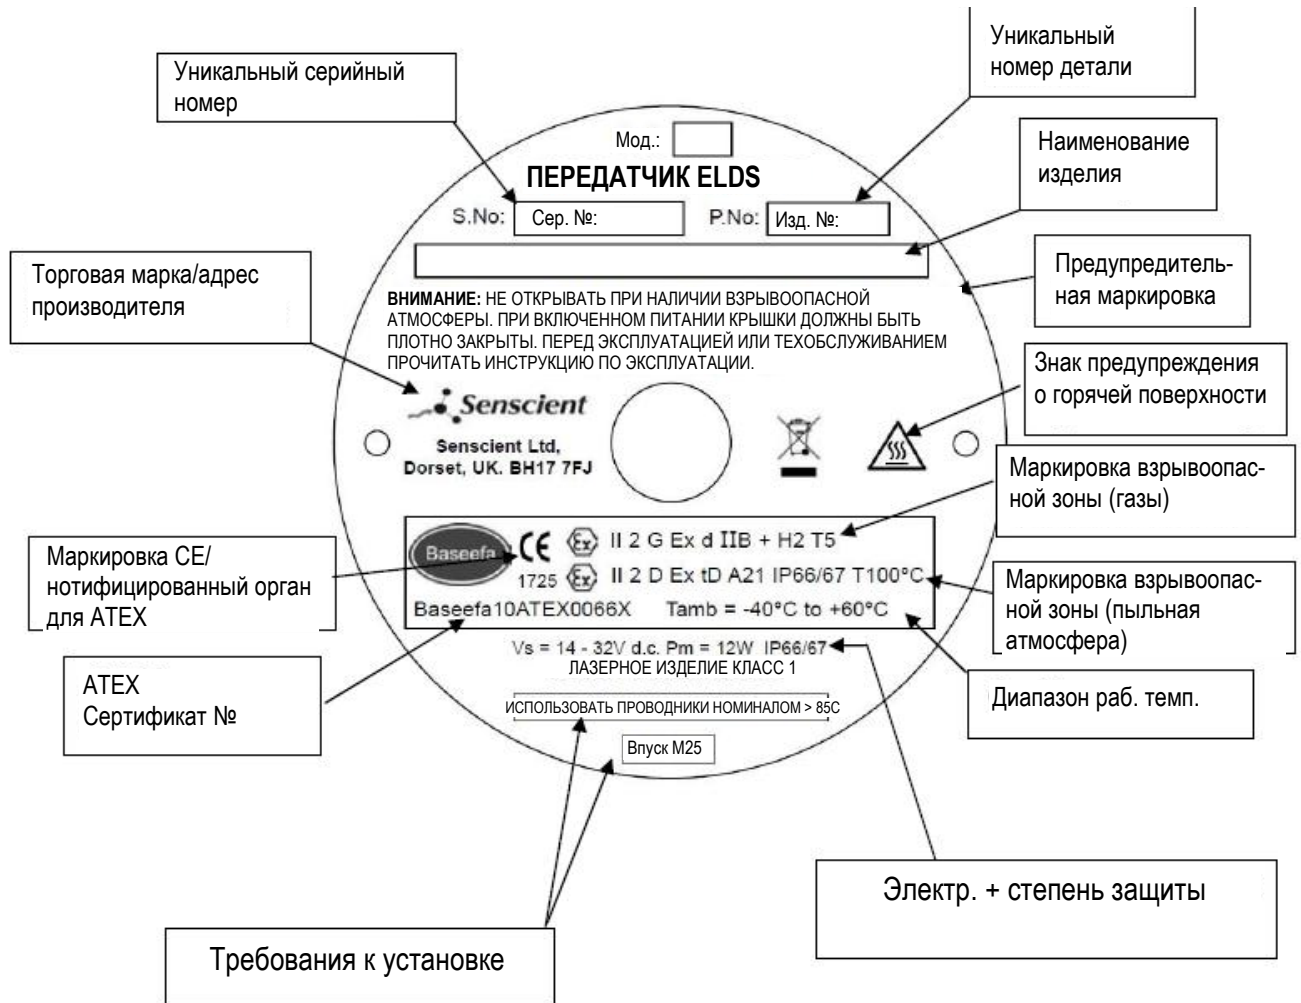 Уникальный серийный
номер
Уникальный
номер детали
Мод.:
ПЕРЕДАТЧИК ELDS
S.No: Сер. №: P.No: Изд. №:
Наименование
изделия
Торговая марка/адрес
производителя
ВНИМАНИЕ: НЕ ОТКРЫВАТЬ ПРИ НАЛИЧИИ ВЗРЫВООПАСНОЙ
АТМОСФЕРЫ. ПРИ ВКЛЮЧЕННОМ ПИТАНИИ КРЫШКИ ДОЛЖНЫ БЫТЬ
ПЛОТНО ЗАКРЫТЫ. ПЕРЕД ЭКСПЛУАТАЦИЕЙ ИЛИ ТЕХОБСЛУЖИВАНИЕМ
ПРОЧИТАТЬ ИНСТРУКЦИЮ ПО ЭКСПЛУАТАЦИИ.
Предупредитель-
ная маркировка
Знак предупреждения
о горячей поверхности
Senscient
Senscient Ltd,
Dorset, UK. BH17 7FJ
Маркировка взрывоопас-
ной зоны (газы)
Маркировка CE/
нотифицированный орган
для ATEX
Baseefa CE Ex II 2 G Ex d IIB + H2 T5
1725 Ex II 2 D Ex tD A21 IP66/67 T100°C
Baseefa10ATEX0066X Tamb = -40°C to +60°C
Маркировка взрывоопас-
ной зоны (пыльная
атмосфера)
Vs = 14 - 32V d.c. Pm = 12W IP66/67
ЛАЗЕРНОЕ ИЗДЕЛИЕ КЛАСС 1
ATEX
Сертификат №
Диапазон раб. темп.
ИСПОЛЬЗОВАТЬ ПРОВОДНИКИ НОМИНАЛОМ > 85С
Впуск М25
Электр. + степень защиты
Требования к установке